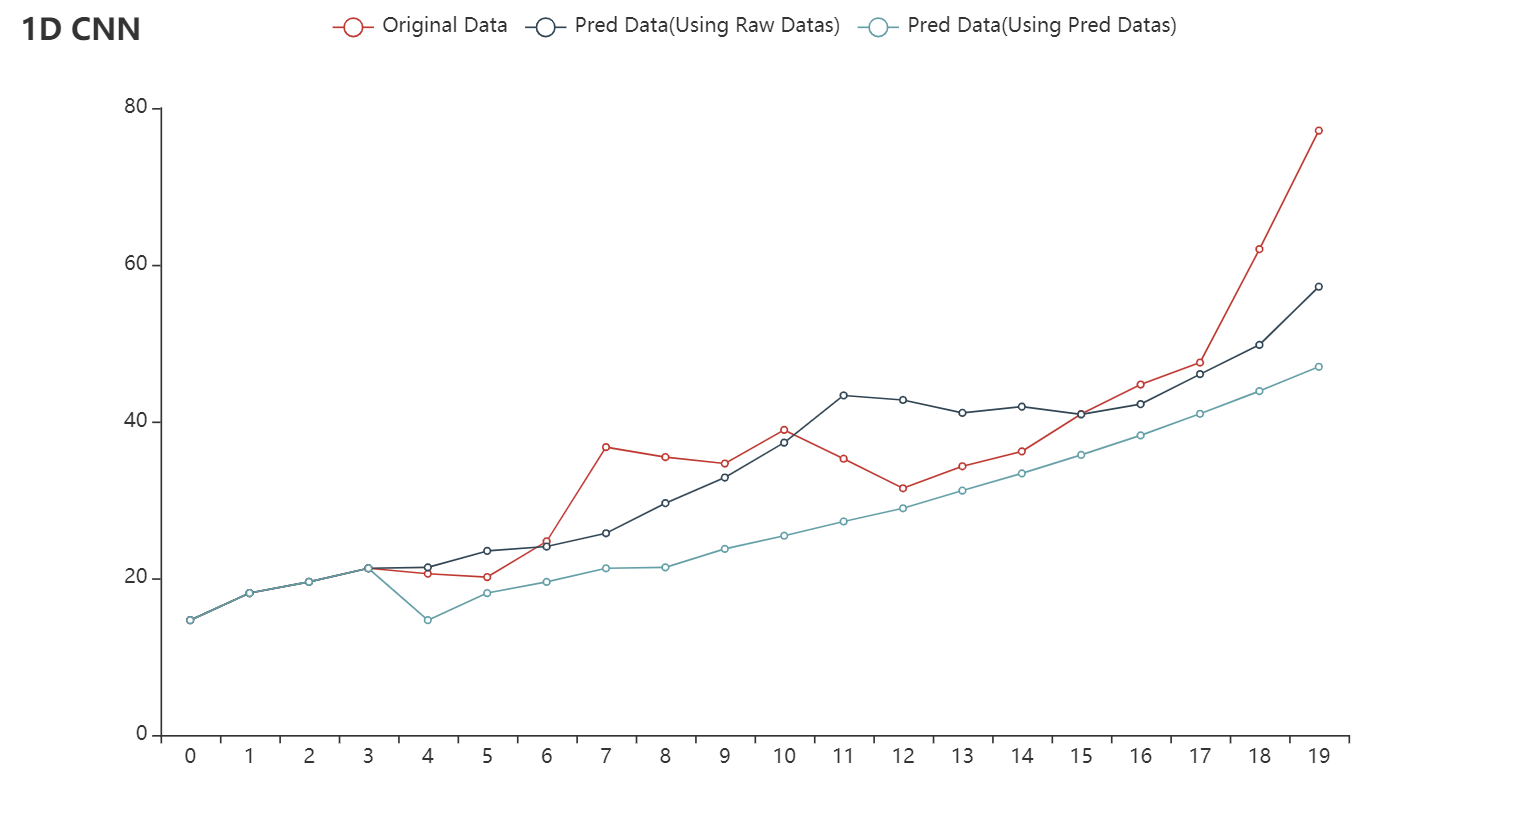 1D CNN
Original Data
Pred Data(Using Raw Datas)
Pred Data(Using Pred Datas)
80
60
40
20
0
0 1 2 3 4 5 6 7 8 9 10 11 12 13 14 15 16 17 18 19